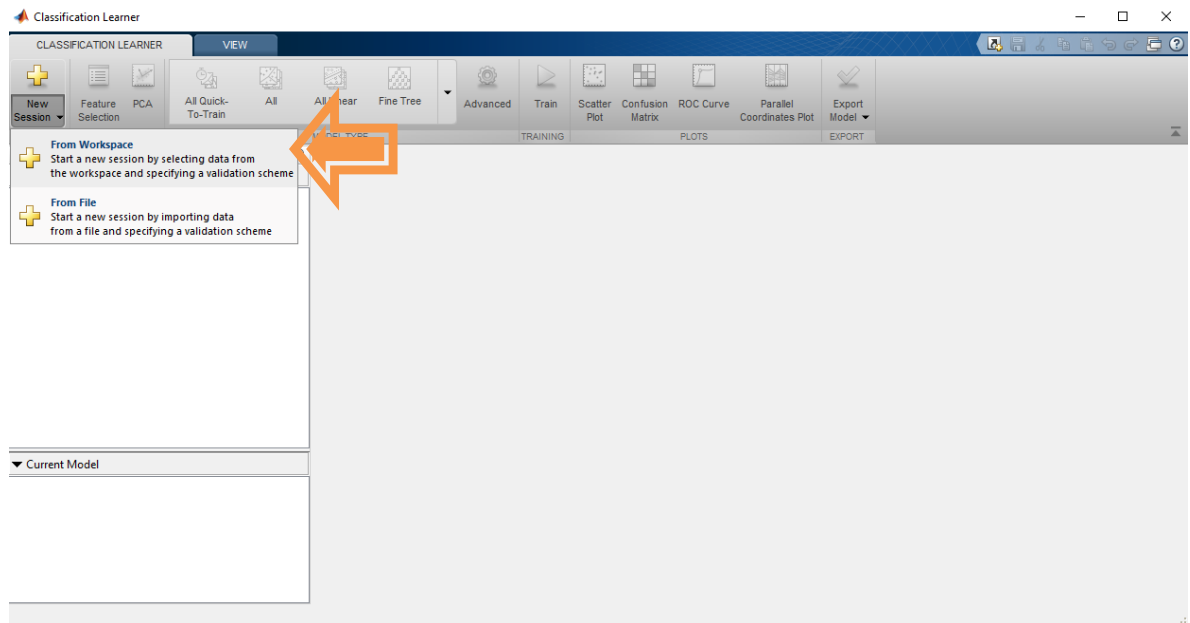 Classification Learner
CLASSIFICATION LEARNER
VIEW
New
Session
Feature
Selection
PCA
All Quick-
To-Train
All
All
Fine Tree
Advanced
Train
Scatter
Plot
Confusion
Matrix
ROC Curve
Parallel
Coordinates Plot
Export
Model
TRAINING
PLOTS
EXPORT
From Workspace
Start a new session by selecting data from
the workspace and specifying a validation scheme
From File
Start a new session by importing data
from a file and specifying a validation scheme
Current Model